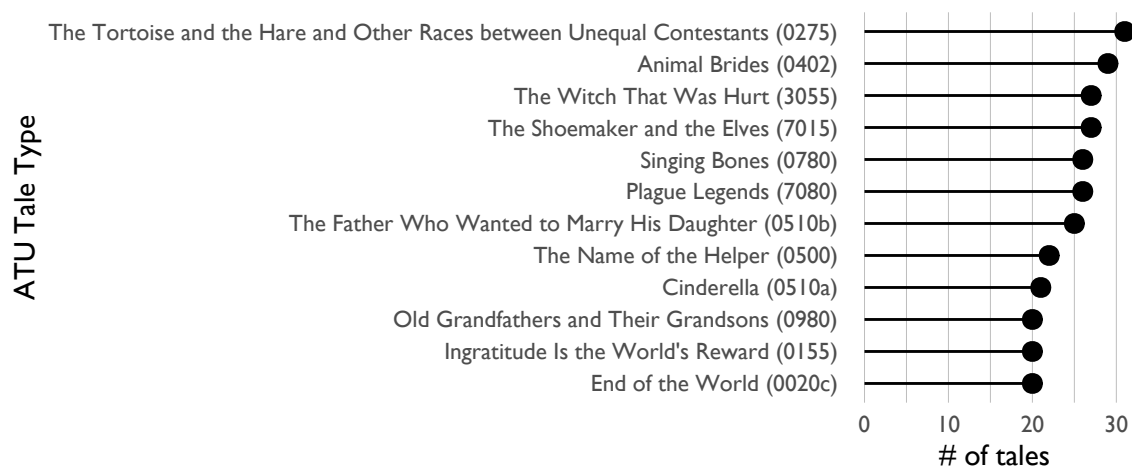 The Tortoise and the Hare and Other Races between Unequal Contestants (0275)
Animal Brides (0402)
The Witch That Was Hurt (3055)
The Shoemaker and the Elves (7015)
Singing Bones (0780)
Plague Legends (7080)
The Father Who Wanted to Marry His Daughter (0510b)
The Name of the Helper (0500)
Cinderella (0510a)
Old Grandfathers and Their Grandsons (0980)
Ingratitude Is the World's Reward (0155)
End of the World (0020c)
ATU Tale Type
0 10 20 30
# of tales